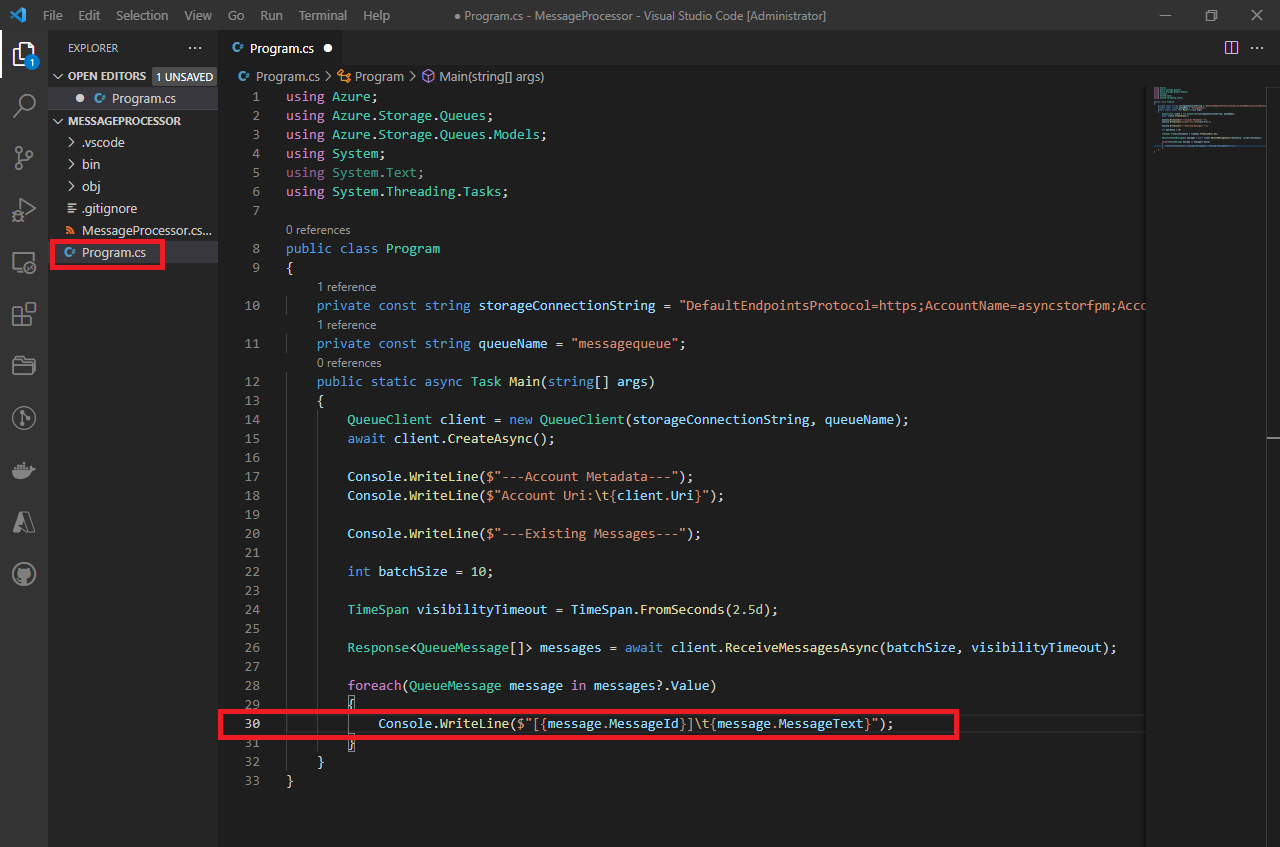 File Edit Selection View Go Run Terminal Help ● Program.cs - MessageProcessor - Visual Studio Code [Administrator]
EXPLORER ···
OPEN EDITORS 1 UNSAVED
● Program.cs
MESSAGEPROCESSOR
.vscode
bin
obj
.gitignore
MessageProcessor.cs...
Program.cs
1
Program.cs ●
Program.cs > Program > Main(string[] args)
1 using Azure;
2 using Azure.Storage.Queues;
3 using Azure.Storage.Queues.Models;
4 using System;
5 using System.Text;
6 using System.Threading.Tasks;
7
0 references
8 public class Program
9 {
1 reference
10 private const string storageConnectionString = "DefaultEndpointsProtocol=https;AccountName=asyncstorfpm;Acco
1 reference
11 private const string queueName = "messagequeue";
0 references
12 public static async Task Main(string[] args)
13 {
14 QueueClient client = new QueueClient(storageConnectionString, queueName);
15 await client.CreateAsync();
16
17 Console.WriteLine($"---Account Metadata---");
18 Console.WriteLine($"Account Uri:\t{client.Uri}");
19
20 Console.WriteLine($"---Existing Messages---");
21
22 int batchSize = 10;
23
24 TimeSpan visibilityTimeout = TimeSpan.FromSeconds(2.5d);
25
26 Response<QueueMessage[]> messages = await client.ReceiveMessagesAsync(batchSize, visibilityTimeout);
27
28 foreach(QueueMessage message in messages?.Value)
29 {
30 Console.WriteLine($"[{message.MessageId}]\t{message.MessageText}");
31 }
32 }
33 }